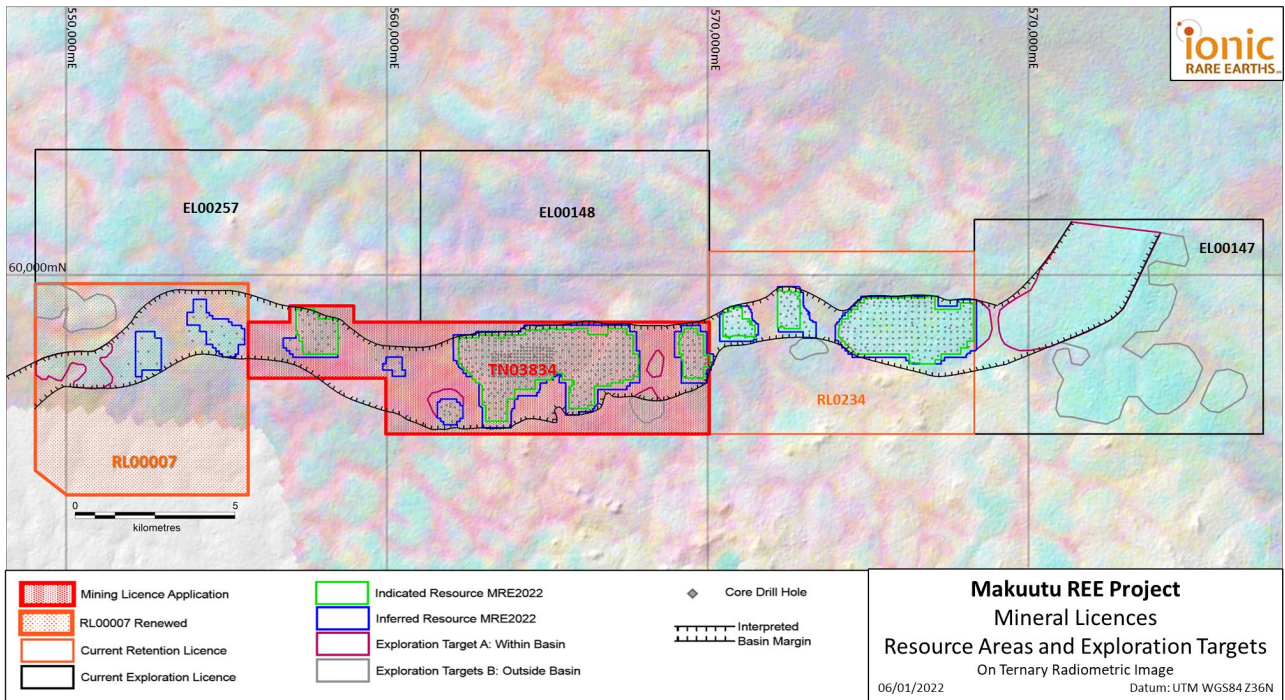 550,000mE
560,000mE
570,000mE
570,000mE
ionic
RARE EARTHS
EL00257
EL00148
EL00147
60,000mN
TN03834
RL0234
RL00007
0 5
kilometres
Mining Licence Application
RL00007 Renewed
Current Retention Licence
Current Exploration Licence
Indicated Resource MRE2022
Inferred Resource MRE2022
Exploration Target A: Within Basin
Exploration Targets B: Outside Basin
Core Drill Hole
Interpreted
Basin Margin
Makuutu REE Project
Mineral Licences
Resource Areas and Exploration Targets
On Ternary Radiometric Image
06/01/2022 Datum: UTM WGS84 Z36N